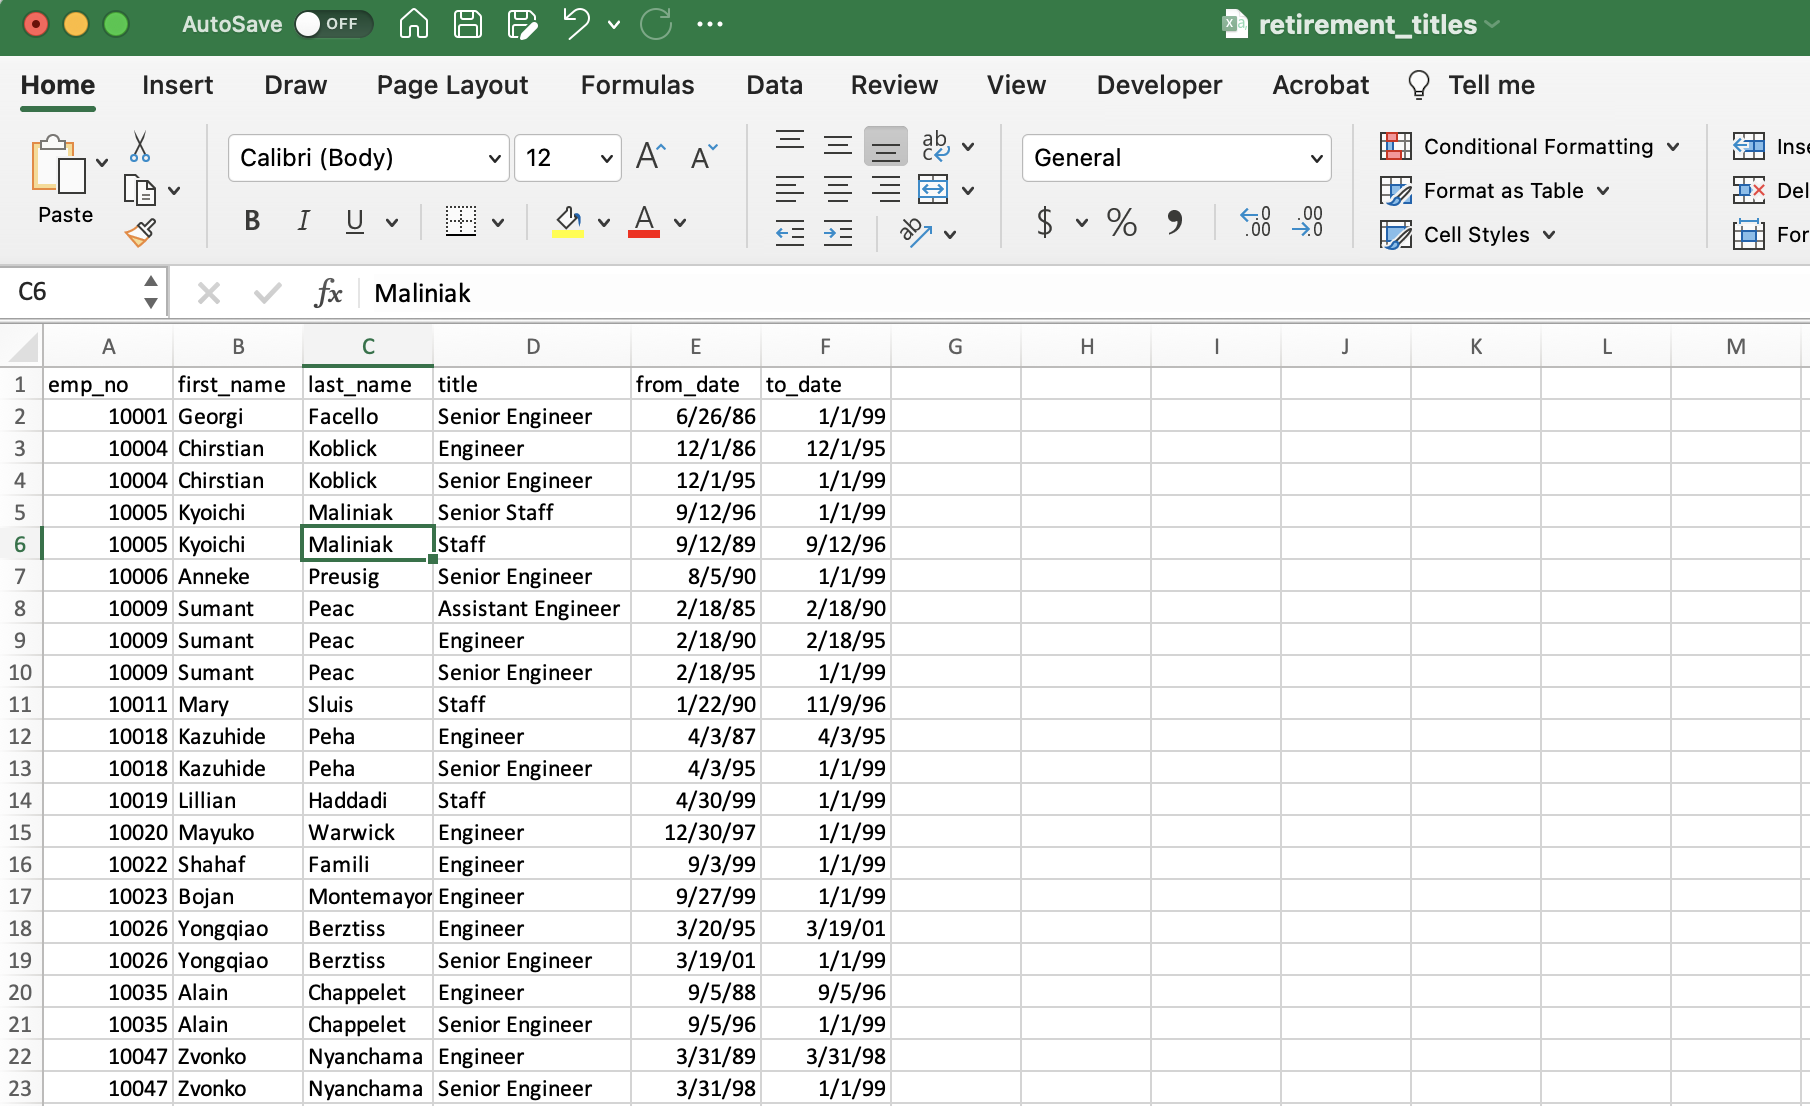 AutoSave OFF retirement_titles
Home Insert Draw Page Layout Formulas Data Review View Developer Acrobat Tell me
Paste Calibri (Body) 12 General Conditional Formatting Ins
Format as Table Del
Cell Styles For
C6 fx Maliniak
A B C D E F G H I J K L M
1 emp_no first_name last_name title from_date to_date
2 10001 Georgi Facello Senior Engineer 6/26/86 1/1/99
3 10004 Chirstian Koblick Engineer 12/1/86 12/1/95
4 10004 Chirstian Koblick Senior Engineer 12/1/95 1/1/99
5 10005 Kyoichi Maliniak Senior Staff 9/12/96 1/1/99
6 10005 Kyoichi Maliniak Staff 9/12/89 9/12/96
7 10006 Anneke Preusig Senior Engineer 8/5/90 1/1/99
8 10009 Sumant Peac Assistant Engineer 2/18/85 2/18/90
9 10009 Sumant Peac Engineer 2/18/90 2/18/95
10 10009 Sumant Peac Senior Engineer 2/18/95 1/1/99
11 10011 Mary Sluis Staff 1/22/90 11/9/96
12 10018 Kazuhide Peha Engineer 4/3/87 4/3/95
13 10018 Kazuhide Peha Senior Engineer 4/3/95 1/1/99
14 10019 Lillian Haddadi Staff 4/30/99 1/1/99
15 10020 Mayuko Warwick Engineer 12/30/97 1/1/99
16 10022 Shahaf Famili Engineer 9/3/99 1/1/99
17 10023 Bojan Montemayor Engineer 9/27/99 1/1/99
18 10026 Yongqiao Berztiss Engineer 3/20/95 3/19/01
19 10026 Yongqiao Berztiss Senior Engineer 3/19/01 1/1/99
20 10035 Alain Chappelet Engineer 9/5/88 9/5/96
21 10035 Alain Chappelet Senior Engineer 9/5/96 1/1/99
22 10047 Zvonko Nyanchama Engineer 3/31/89 3/31/98
23 10047 Zvonko Nyanchama Senior Engineer 3/31/98 1/1/99